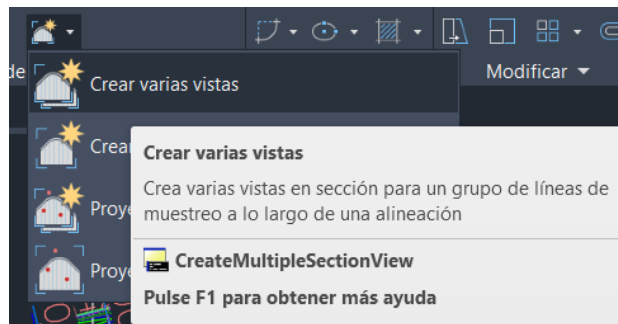 de
Modificar
Crear varias vistas
Crea
Crear varias vistas
Crea varias vistas en sección para un grupo de líneas de
muestreo a lo largo de una alineación
Proye
Proye
CreateMultipleSectionView
Pulse F1 para obtener más ayuda